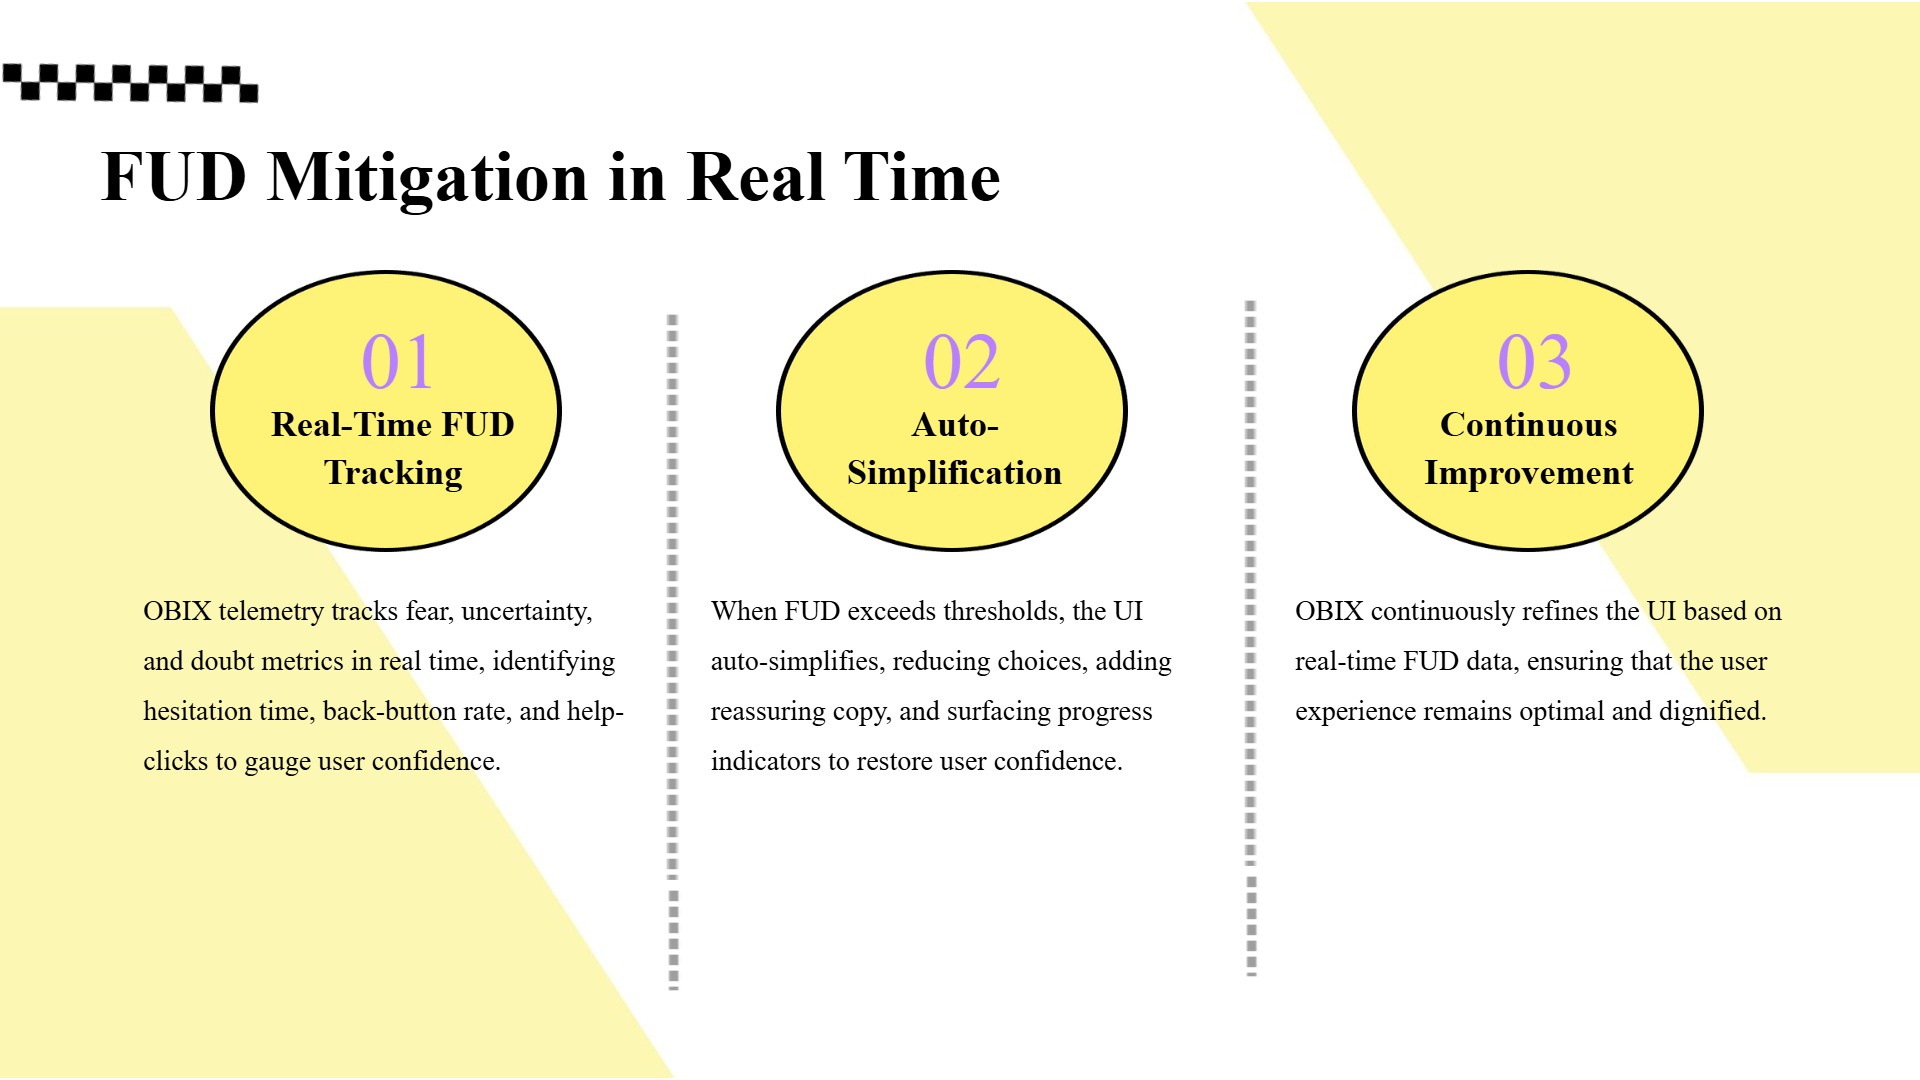 FUD Mitigation in Real Time
01
Real-Time FUD
Tracking
OBIX telemetry tracks fear, uncertainty,
and doubt metrics in real time, identifying
hesitation time, back-button rate, and help-
clicks to gauge user confidence.
02
Auto-
Simplification
When FUD exceeds thresholds, the UI
auto-simplifies, reducing choices, adding
reassuring copy, and surfacing progress
indicators to restore user confidence.
03
Continuous
Improvement
OBIX continuously refines the UI based on
real-time FUD data, ensuring that the user
experience remains optimal and dignified.